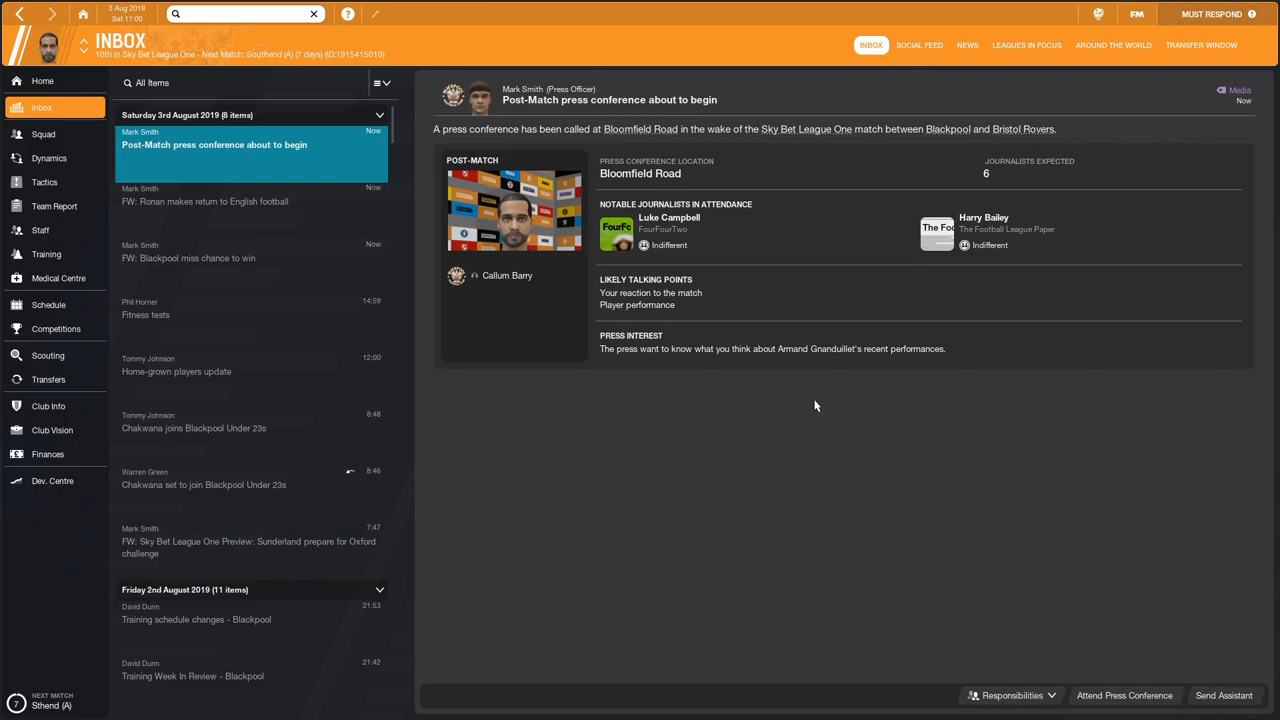 3 Aug 2019
Sat 17:00
FM
MUST RESPOND
INBOX
10th in Sky Bet League One - Next Match: Southend (A) (7 days) (ID:1915415010)
INBOX
SOCIAL FEED
NEWS
LEAGUES IN FOCUS
AROUND THE WORLD
TRANSFER WINDOW
Home
Inbox
Squad
Dynamics
Tactics
Team Report
Staff
Training
Medical Centre
Schedule
Competitions
Scouting
Transfers
Club Info
Club Vision
Finances
Dev. Centre
NEXT MATCH
7
Sthend (A)
All Items
Saturday 3rd August 2019 (8 items)
Mark Smith Now
Post-Match press conference about to begin
Mark Smith Now
FW: Ronan makes return to English football
Mark Smith Now
FW: Blackpool miss chance to win
Phil Horner 14:59
Fitness tests
Tommy Johnson 12:00
Home-grown players update
Tommy Johnson 8:48
Chakwana joins Blackpool Under 23s
Warren Green 8:46
Chakwana set to join Blackpool Under 23s
Mark Smith 7:47
FW: Sky Bet League One Preview: Sunderland prepare for Oxford
challenge
Friday 2nd August 2019 (11 items)
David Dunn 21:53
Training schedule changes - Blackpool
David Dunn 21:42
Training Week In Review - Blackpool
Mark Smith (Press Officer)
Post-Match press conference about to begin
Media
Now
A press conference has been called at Bloomfield Road in the wake of the Sky Bet League One match between Blackpool and Bristol Rovers.
POST-MATCH
Callum Barry
PRESS CONFERENCE LOCATION
Bloomfield Road
JOURNALISTS EXPECTED
6
NOTABLE JOURNALISTS IN ATTENDANCE
FourFo
Luke Campbell
FourFourTwo
Indifferent
The Foo
Harry Bailey
The Football League Paper
Indifferent
LIKELY TALKING POINTS
Your reaction to the match
Player performance
PRESS INTEREST
The press want to know what you think about Armand Gnanduillet's recent performances.
Responsibilities
Attend Press Conference
Send Assistant